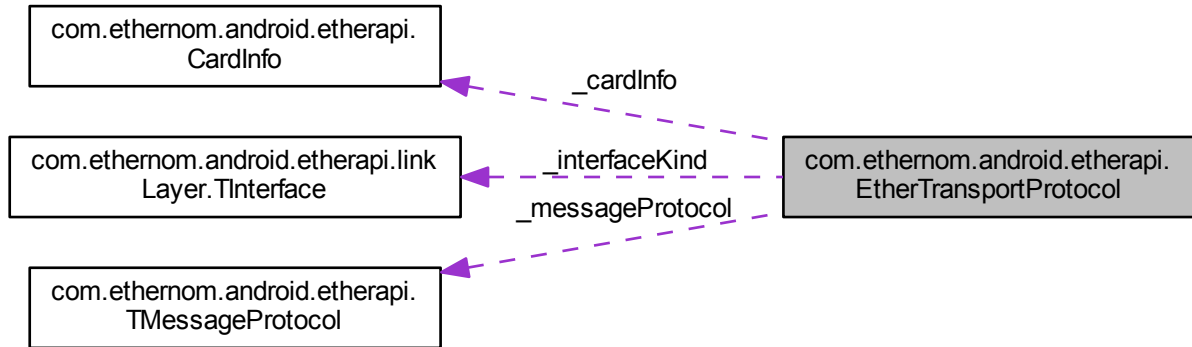 com.ethernom.android.etherapi.
CardInfo
_cardInfo
com.ethernom.android.etherapi.link
Layer.TInterface
_interfaceKind
com.ethernom.android.etherapi.
EtherTransportProtocol
_messageProtocol
com.ethernom.android.etherapi.
TMessageProtocol